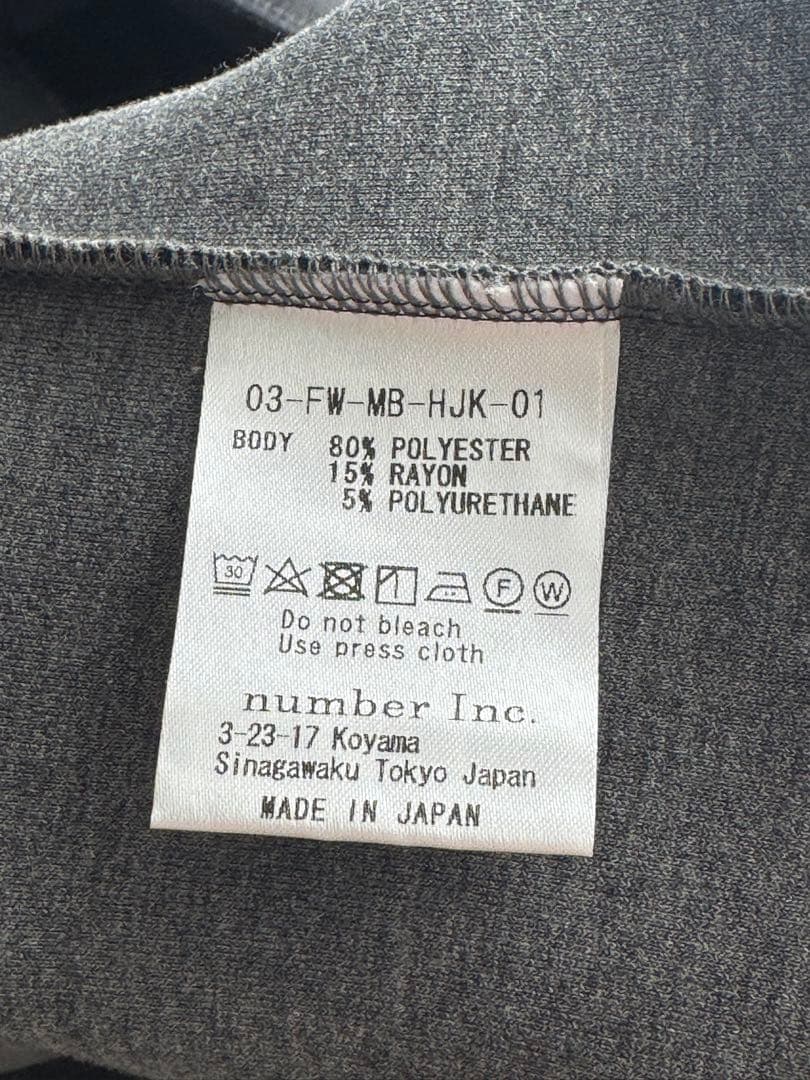 03-FW-MB-HJK-01
BODY 80% POLYESTER
15% RAYON
5% POLYURETHANE
30 F W
Do not bleach
Use press cloth
number Inc.
3-23-17 Koyama
Sinagawaku Tokyo Japan
MADE IN JAPAN